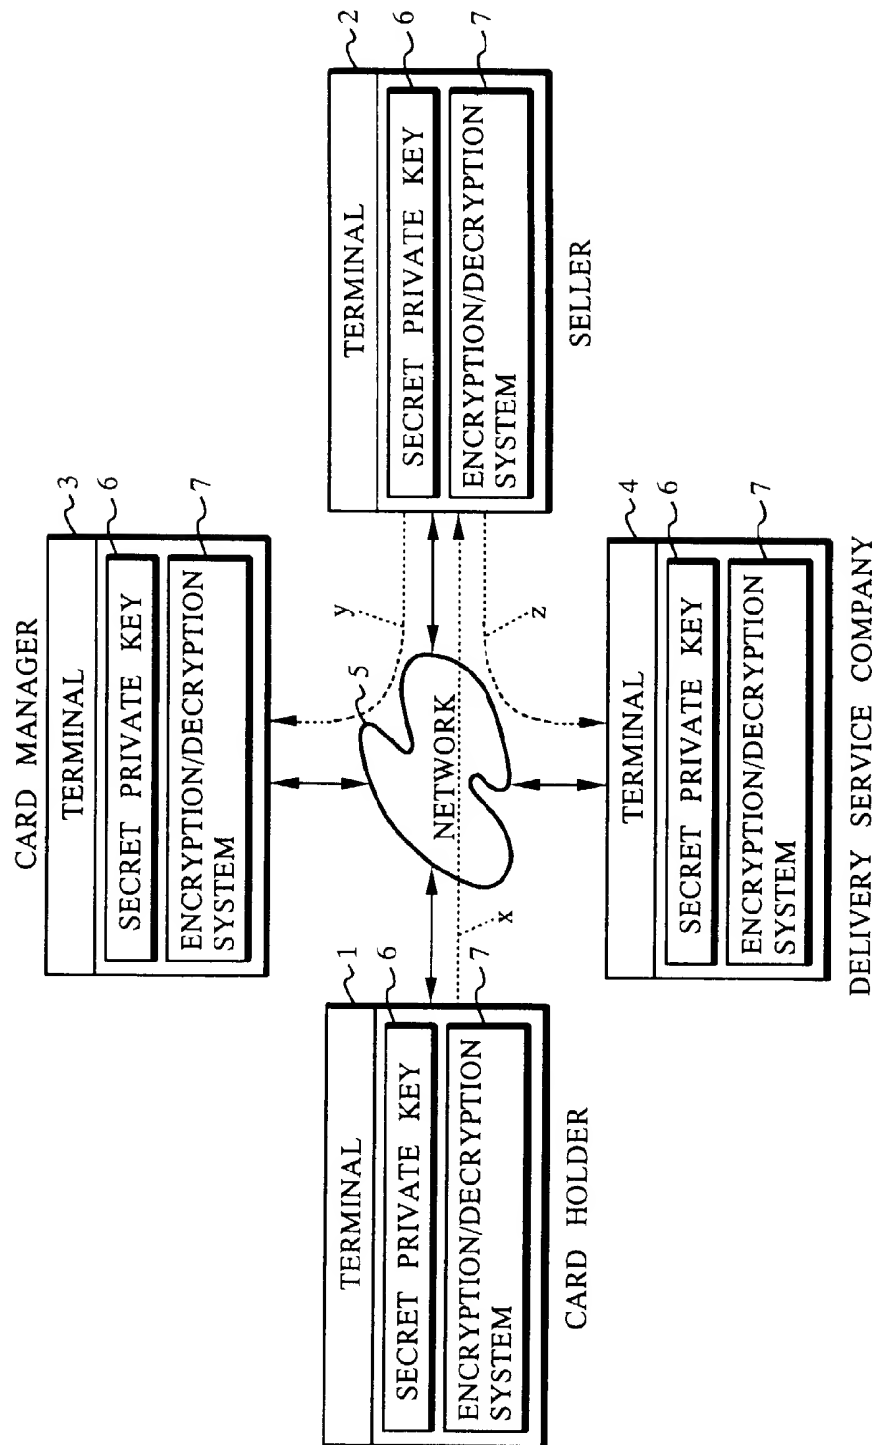 CARD MANAGER
3
TERMINAL
6
SECRET PRIVATE KEY
7
ENCRYPTION/DECRYPTION
SYSTEM
1
TERMINAL
6
SECRET PRIVATE KEY
7
ENCRYPTION/DECRYPTION
SYSTEM
CARD HOLDER
5
NETWORK
x
y
z
2
TERMINAL
6
SECRET PRIVATE KEY
7
ENCRYPTION/DECRYPTION
SYSTEM
SELLER
4
TERMINAL
6
SECRET PRIVATE KEY
7
ENCRYPTION/DECRYPTION
SYSTEM
DELIVERY SERVICE COMPANY